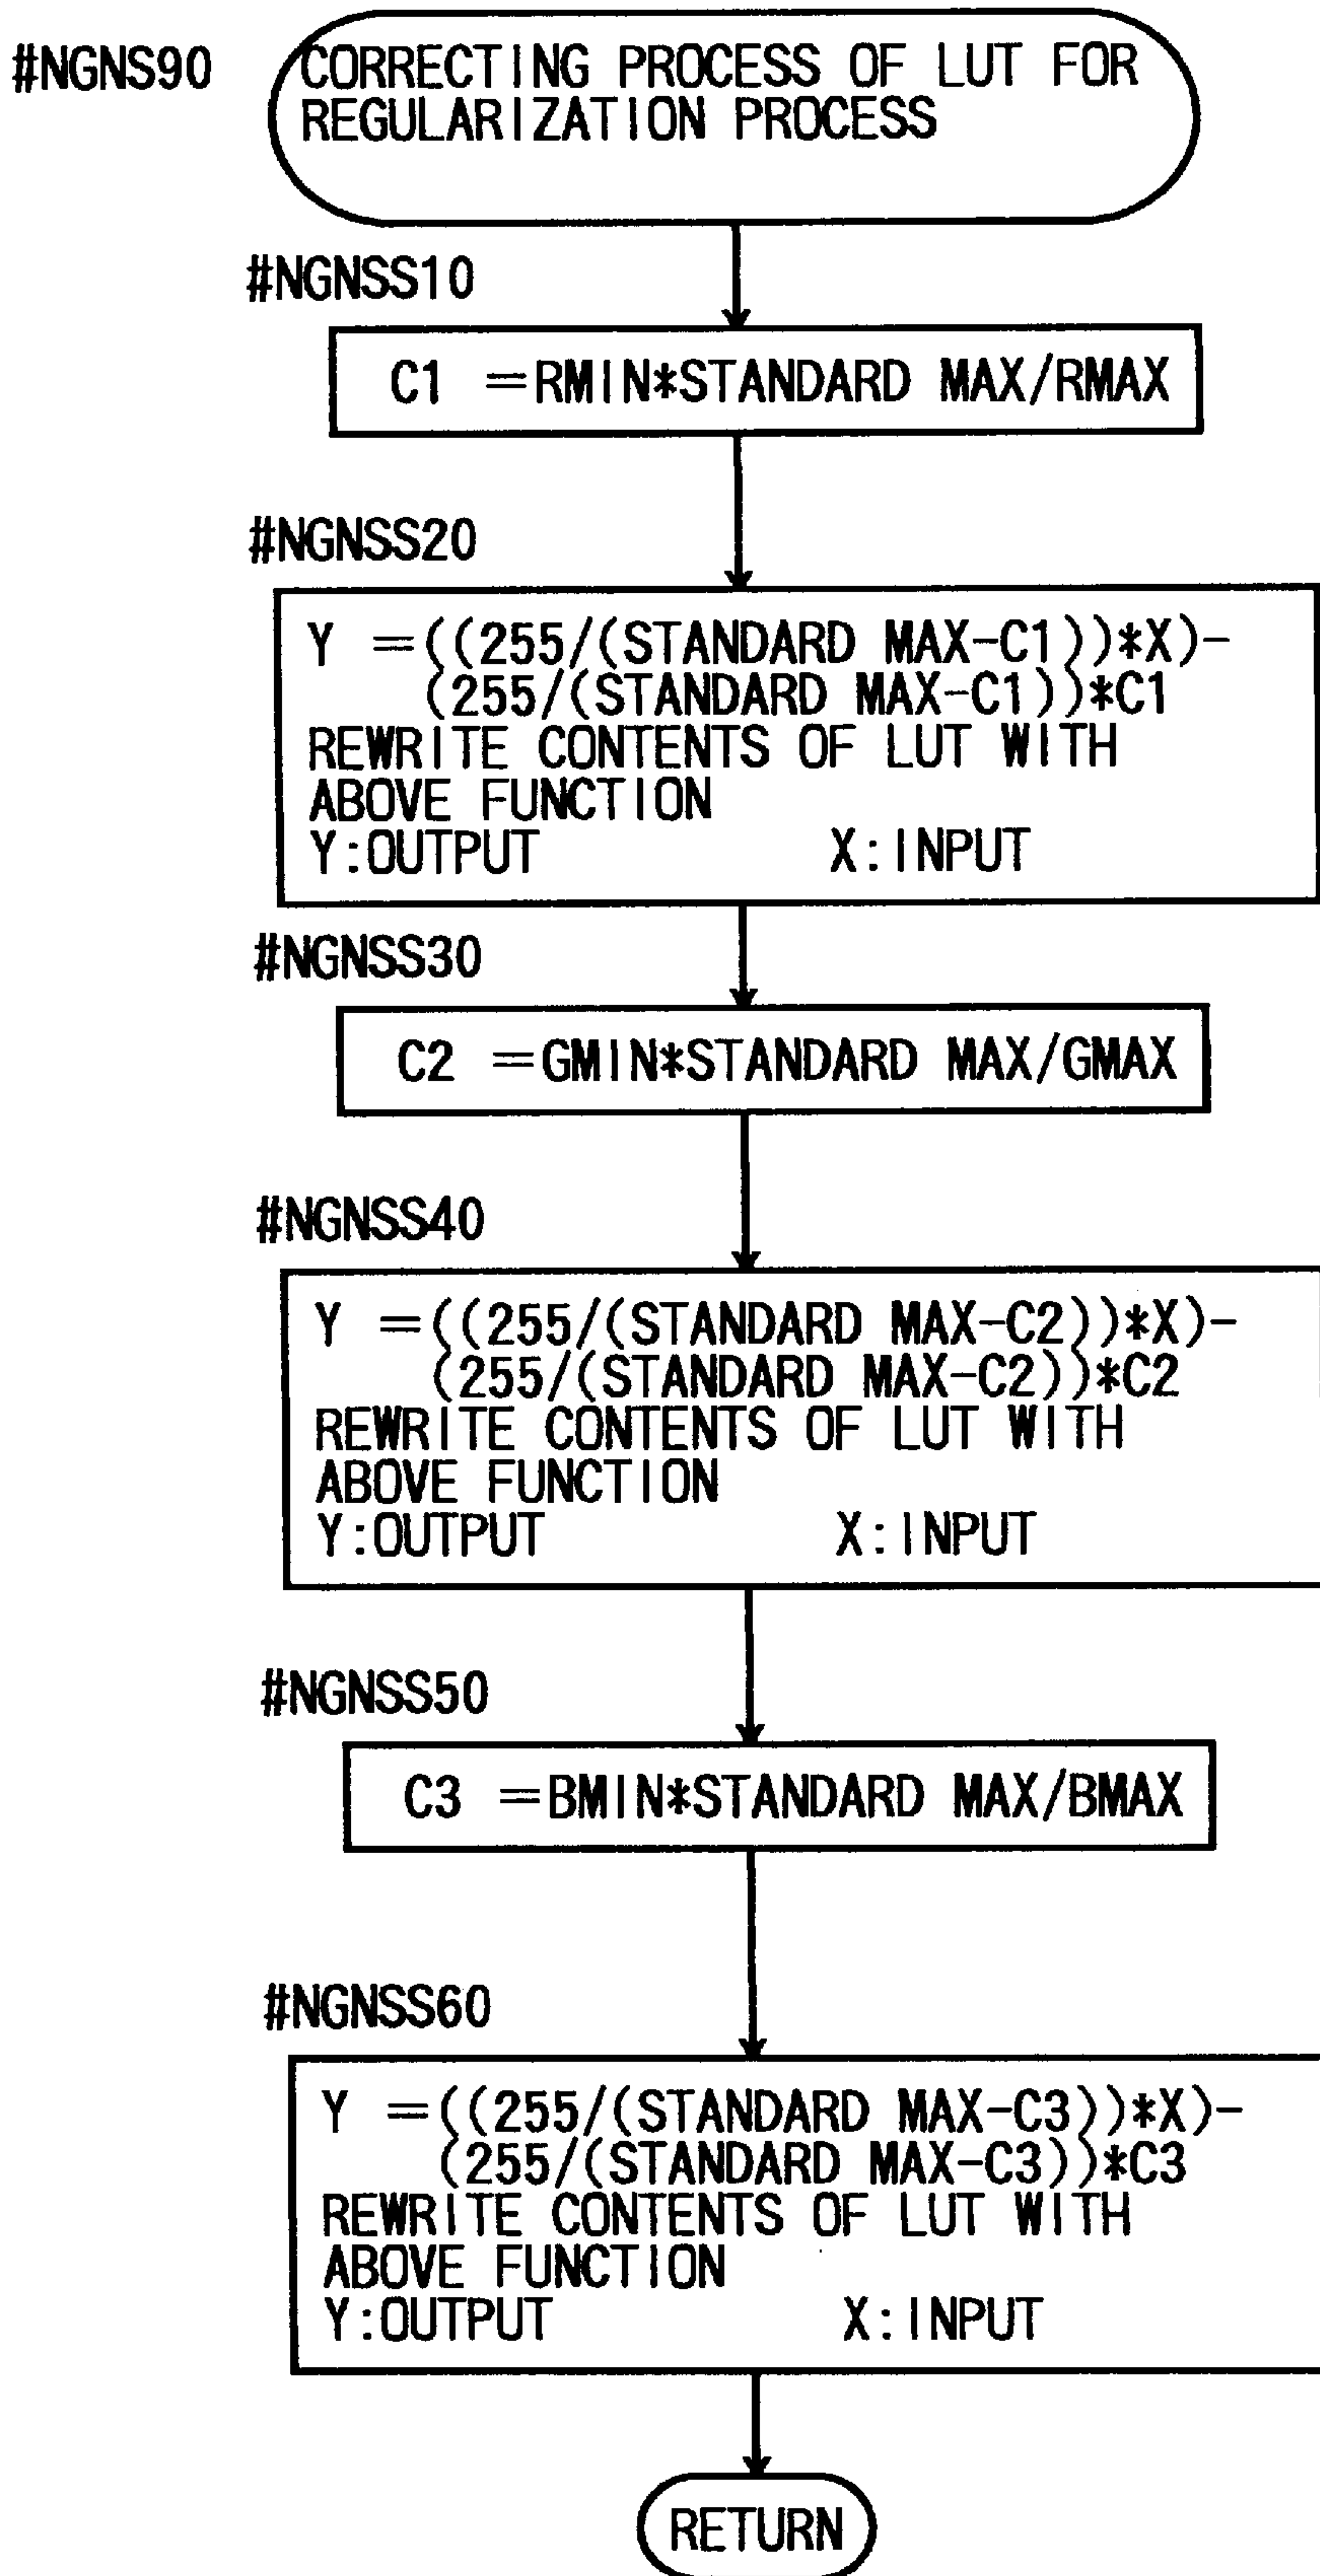 #NGNS90
CORRECTING PROCESS OF LUT FOR
REGULARIZATION PROCESS
#NGNSS10
C1 =RMIN*STANDARD MAX/RMAX
#NGNSS20
Y =((255/(STANDARD MAX-C1))*X)-
(255/(STANDARD MAX-C1))*C1
REWRITE CONTENTS OF LUT WITH
ABOVE FUNCTION
Y:OUTPUT X:INPUT
#NGNSS30
C2 =GMIN*STANDARD MAX/GMAX
#NGNSS40
Y =((255/(STANDARD MAX-C2))*X)-
(255/(STANDARD MAX-C2))*C2
REWRITE CONTENTS OF LUT WITH
ABOVE FUNCTION
Y:OUTPUT X:INPUT
#NGNSS50
C3 =BMIN*STANDARD MAX/BMAX
#NGNSS60
Y =((255/(STANDARD MAX-C3))*X)-
(255/(STANDARD MAX-C3))*C3
REWRITE CONTENTS OF LUT WITH
ABOVE FUNCTION
Y:OUTPUT X:INPUT
RETURN